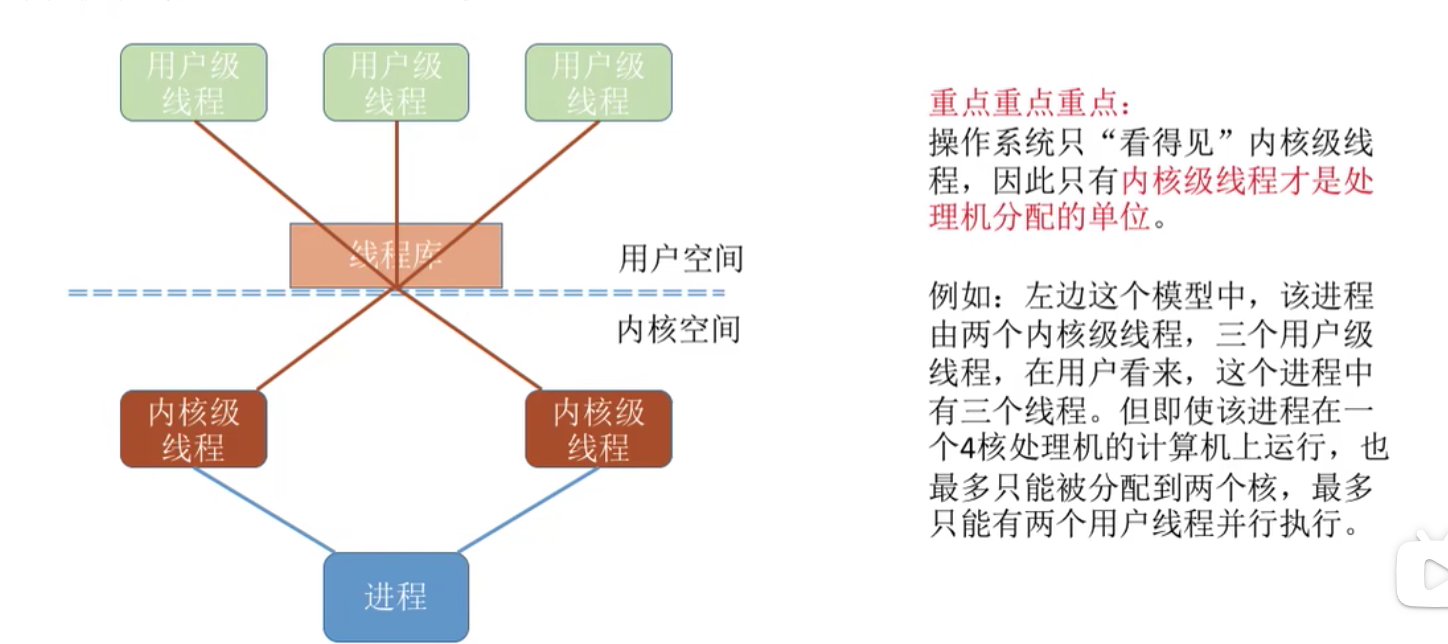 用户级
线程
用户级
线程
用户级
线程
线程库
用户空间
内核空间
内核级
线程
内核级
线程
进程
重点重点重点：
操作系统只“看得见”内核级线
程，因此只有内核级线程才是处
理机分配的单位。
例如：左边这个模型中，该进程
由两个内核级线程，三个用户级
线程，在用户看来，这个进程中
有三个线程。但即使该进程在一
个4核处理机的计算机上运行，也
最多只能被分配到两个核，最多
只能有两个用户线程并行执行。